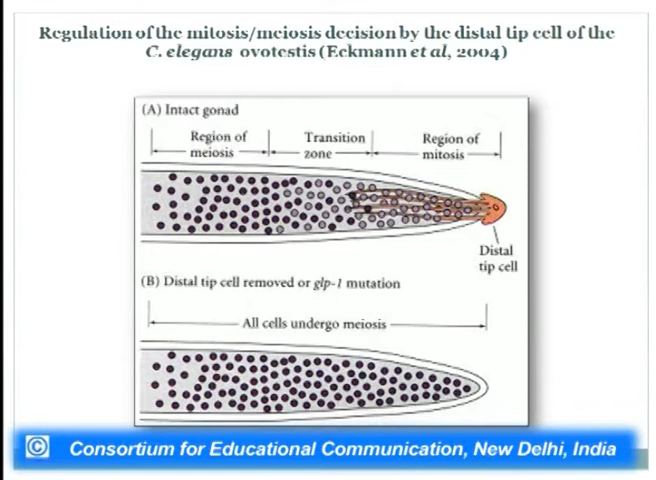 Regulation of the mitosis/meiosis decision by the distal tip cell of the
C. elegans ovotestis (Eckmann et al, 2004)
(A) Intact gonad
Region of
meiosis
Transition
zone
Region of
mitosis
Distal
tip cell
(B) Distal tip cell removed or glp-1 mutation
All cells undergo meiosis
© Consortium for Educational Communication, New Delhi, India